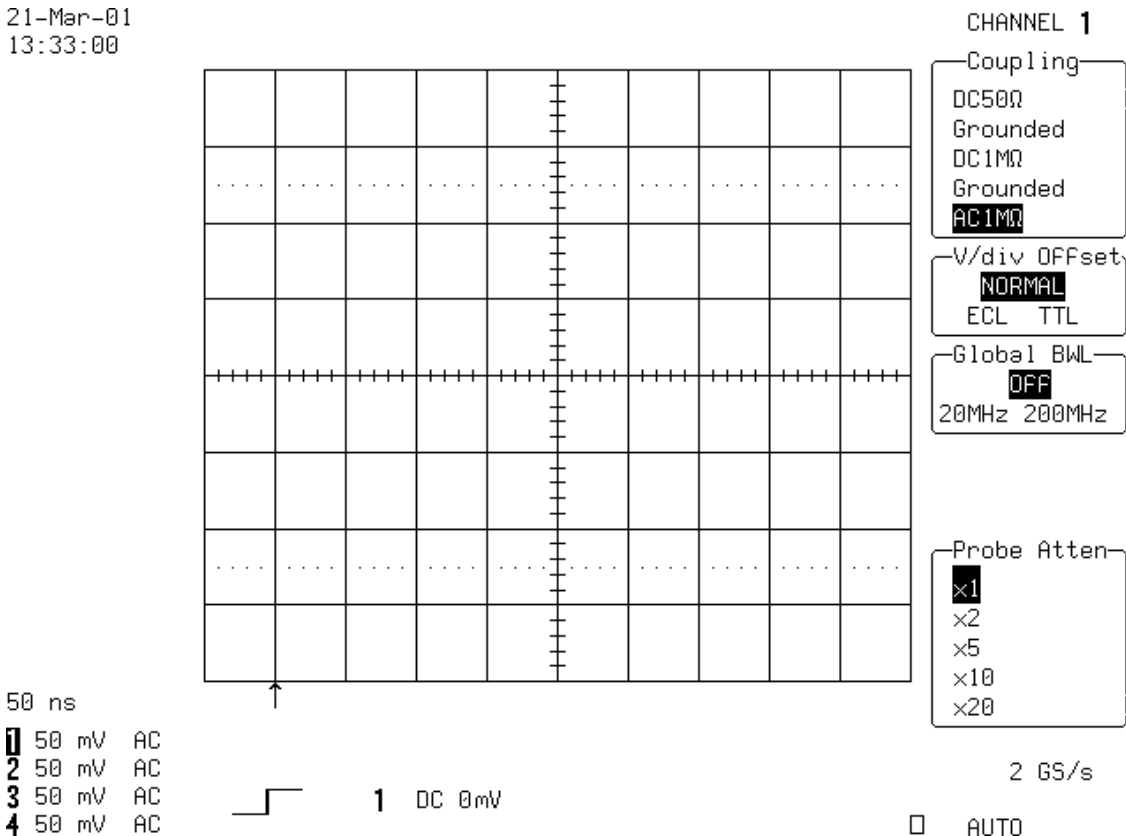 21-Mar-01
13:33:00
CHANNEL 1
Coupling
DC50Ω
Grounded
DC1MΩ
Grounded
AC1MΩ
V/div OFFset
NORMAL
ECL TTL
Global BWL
OFF
20MHz 200MHz
Probe Atten
×1
×2
×5
×10
×20
50 ns
1 50 mV AC
2 50 mV AC
3 50 mV AC
4 50 mV AC
1 DC 0mV
2 GS/s
AUTO